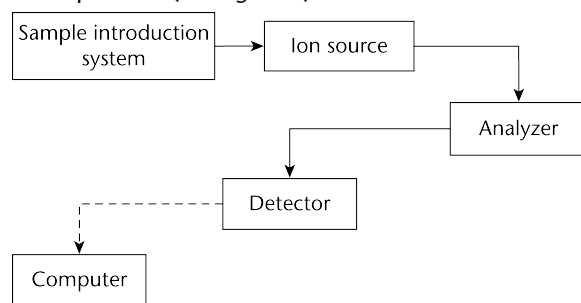 Sample introduction
system
Ion source
Analyzer
Detector
Computer